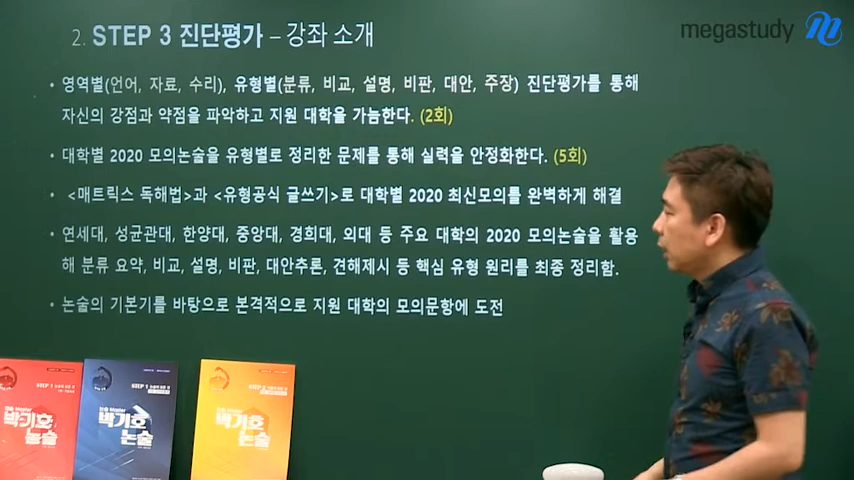 megastudy
2. STEP 3 진단평가 – 강좌 소개
• 영역별(언어, 자료, 수리), 유형별(분류, 비교, 설명, 비판, 대안, 주장) 진단평가를 통해
자신의 강점과 약점을 파악하고 지원 대학을 가늠한다. (2회)
• 대학별 2020 모의논술을 유형별로 정리한 문제를 통해 실력을 안정화한다. (5회)
• <매트릭스 독해법>과 <유형공식 글쓰기>로 대학별 2020 최신모의를 완벽하게 해결
• 연세대, 성균관대, 한양대, 중앙대, 경희대, 외대 등 주요 대학의 2020 모의논술을 활용
해 분류 요약, 비교, 설명, 비판, 대안추론, 견해제시 등 핵심 유형 원리를 최종 정리함.
• 논술의 기본기를 바탕으로 본격적으로 지원 대학의 모의문항에 도전
STEP 1
박기호
논술
STEP 1
박기호
논술
STEP
박기호
논술